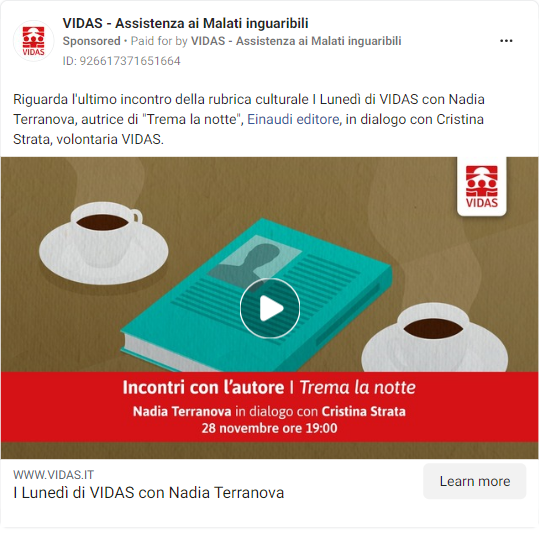 VIDAS - Assistenza ai Malati inguaribili
Sponsored • Paid for by VIDAS - Assistenza ai Malati inguaribili
ID: 926617371651664
VIDAS
Riguarda l'ultimo incontro della rubrica culturale I Lunedì di VIDAS con Nadia
Terranova, autrice di "Trema la notte", Einaudi editore, in dialogo con Cristina
Strata, volontaria VIDAS.
VIDAS
Incontri con l'autore I Trema la notte
Nadia Terranova in dialogo con Cristina Strata
28 novembre ore 19:00
WWW.VIDAS.IT
I Lunedì di VIDAS con Nadia Terranova
Learn more